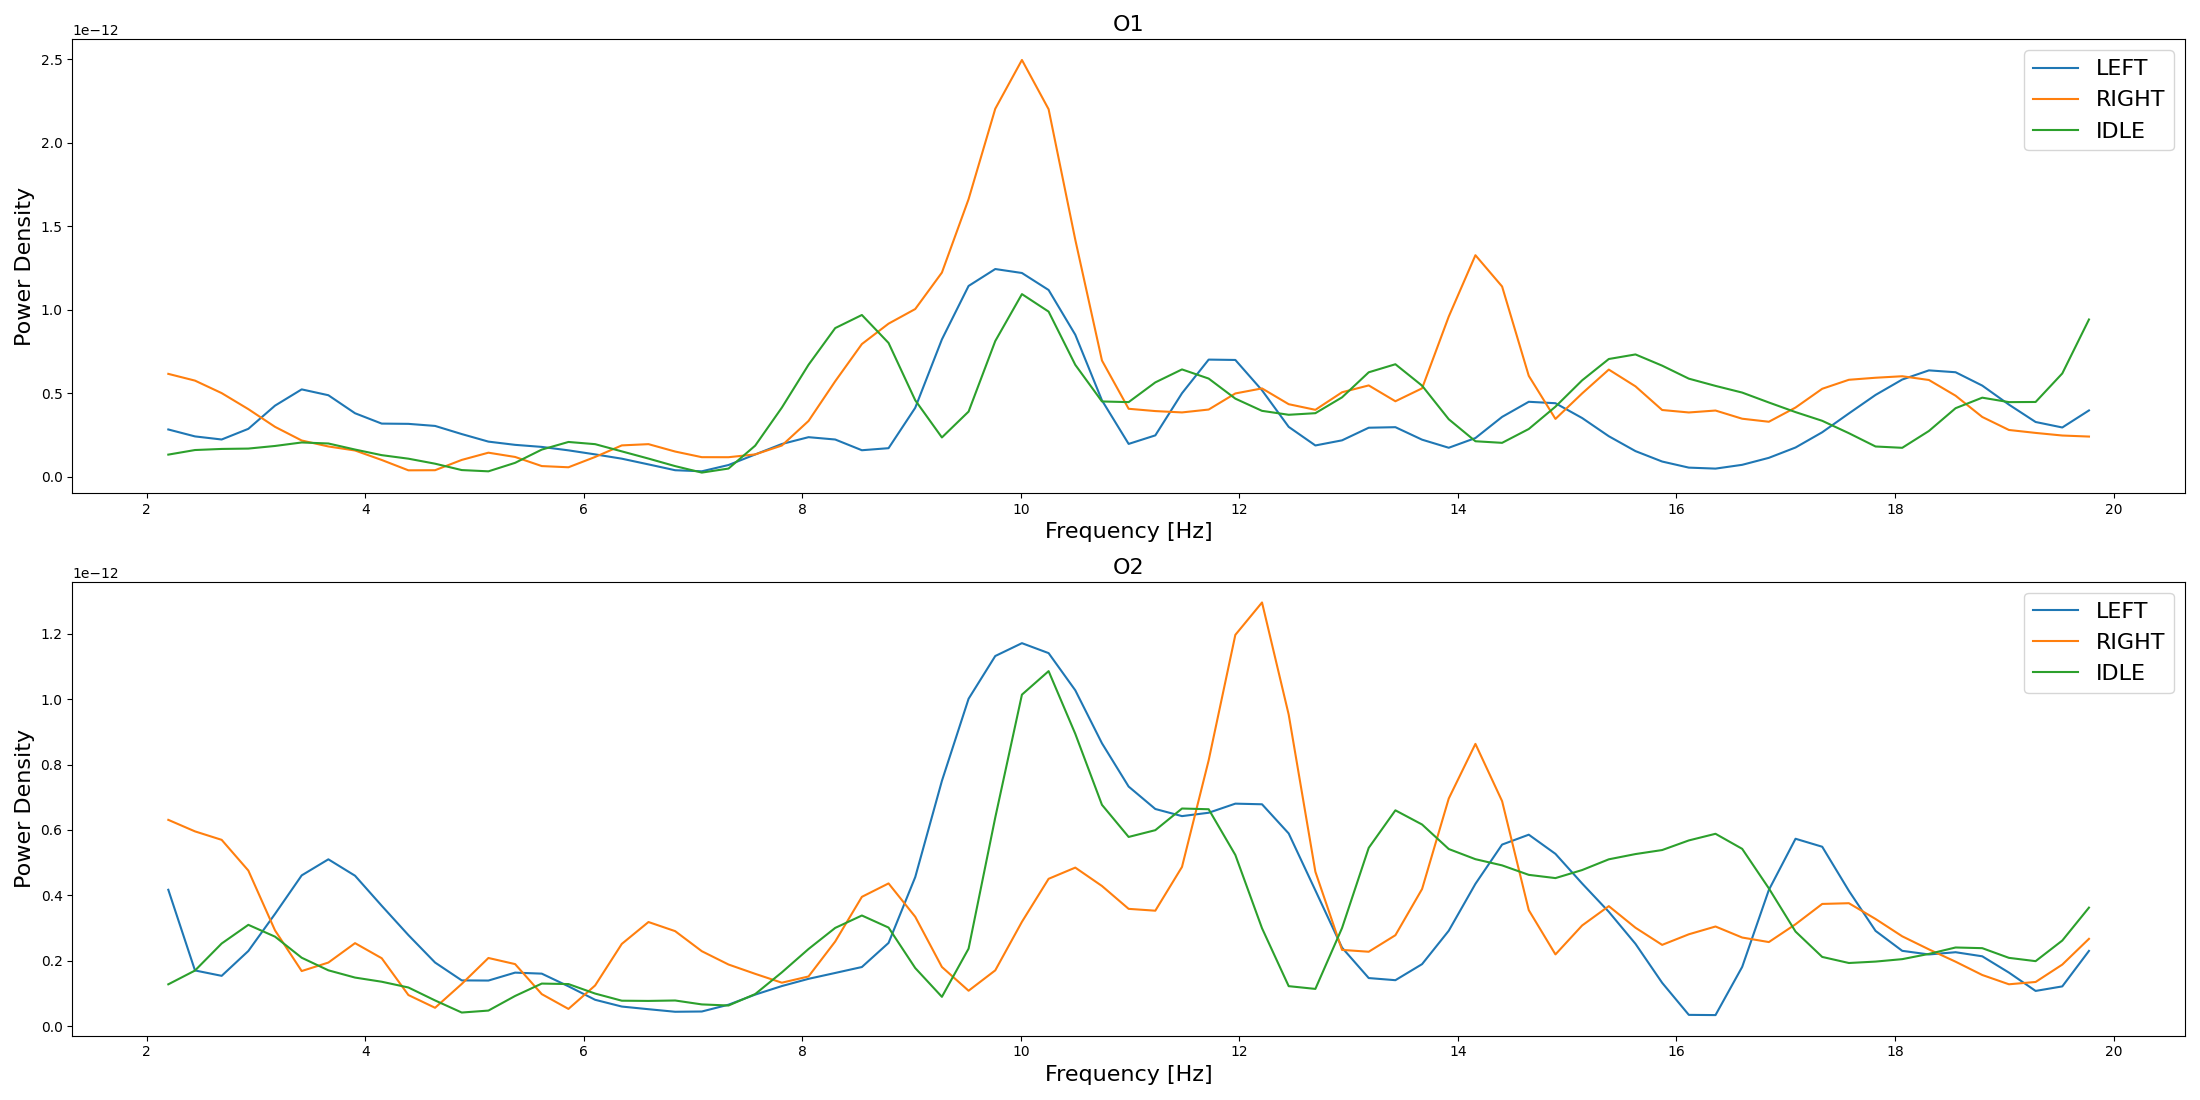 O1
1e−12
2.5
2.0
1.5
1.0
0.5
0.0
Power Density
LEFT
RIGHT
IDLE
2 4 6 8 10 12 14 16 18 20
Frequency [Hz]
O2
1e−12
1.2
1.0
0.8
0.6
0.4
0.2
0.0
Power Density
LEFT
RIGHT
IDLE
2 4 6 8 10 12 14 16 18 20
Frequency [Hz]